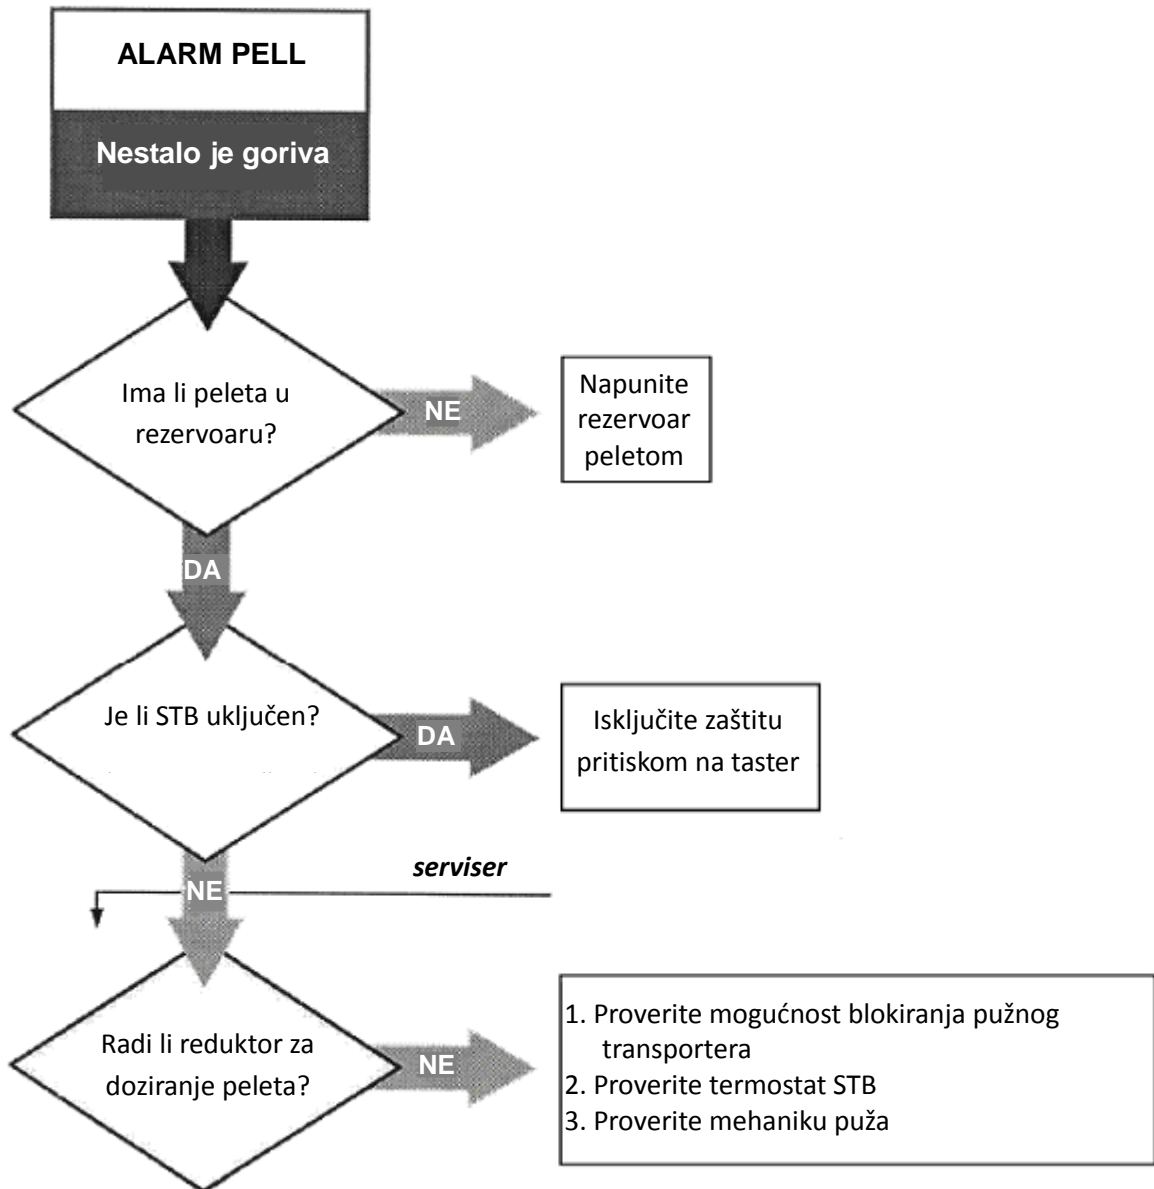 ALARM PELL
Nestalo je goriva
Ima li peleta u
rezervoaru?
NE
Napunite
rezervoar
peletom
DA
Je li STB uključen?
DA
Isključite zaštitu
pritiskom na taster
serviser
NE
Radi li reduktor za
doziranje peleta?
NE
1. Proverite mogućnost blokiranja pužnog
transportera
2. Proverite termostat STB
3. Proverite mehaniku puža